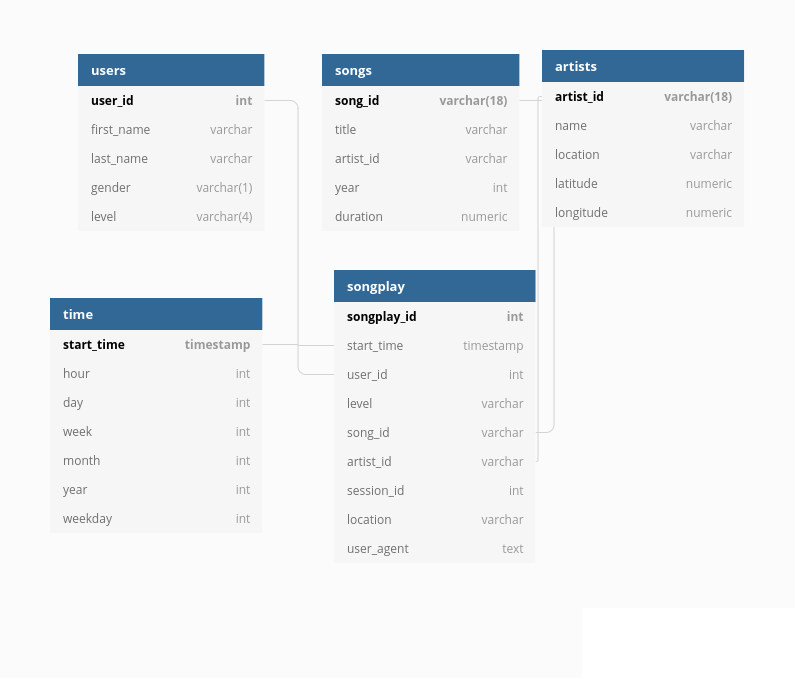 users
user_id int
first_name varchar
last_name varchar
gender varchar(1)
level varchar(4)
songs
song_id varchar(18)
title varchar
artist_id varchar
year int
duration numeric
artists
artist_id varchar(18)
name varchar
location varchar
latitude numeric
longitude numeric
time
start_time timestamp
hour int
day int
week int
month int
year int
weekday int
songplay
songplay_id int
start_time timestamp
user_id int
level varchar
song_id varchar
artist_id varchar
session_id int
location varchar
user_agent text